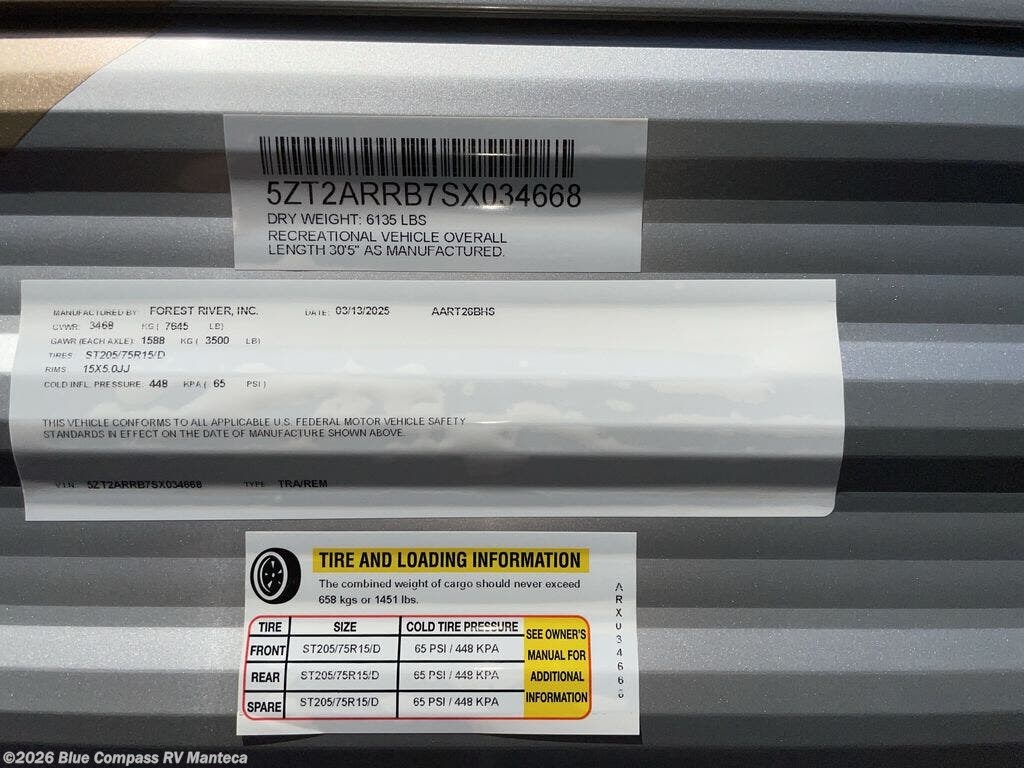 5ZT2ARRB7SX034668
DRY WEIGHT: 6135 LBS
RECREATIONAL VEHICLE OVERALL
LENGTH 30'5" AS MANUFACTURED.
MANUFACTURED BY FOREST RIVER, INC. DATE: 03/13/2025 AART26BHS
GVWR: 3468 KG ( 7645 LB)
GAWR (EACH AXLE) 1588 KG ( 3500 LB)
TIRES ST205/75R15/D
RIMS 15X5.0JJ
COLD INFL. PRESSURE: 448 KPA ( 65 PSI )
THIS VEHICLE CONFORMS TO ALL APPLICABLE U.S. FEDERAL MOTOR VEHICLE SAFETY
STANDARDS IN EFFECT ON THE DATE OF MANUFACTURE SHOWN ABOVE.
V.I.N. 5ZT2ARRB7SX034668 TYPE TRA/REM
TIRE AND LOADING INFORMATION
The combined weight of cargo should never exceed
658 kgs or 1451 lbs.
TIRE SIZE COLD TIRE PRESSURE
FRONT ST205/75R15/D 65 PSI / 448 KPA
REAR ST205/75R15/D 65 PSI / 448 KPA
SPARE ST205/75R15/D 65 PSI / 448 KPA
SEE OWNER'S
MANUAL FOR
ADDITIONAL
INFORMATION
ARX034668
©2026 Blue Compass RV Manteca